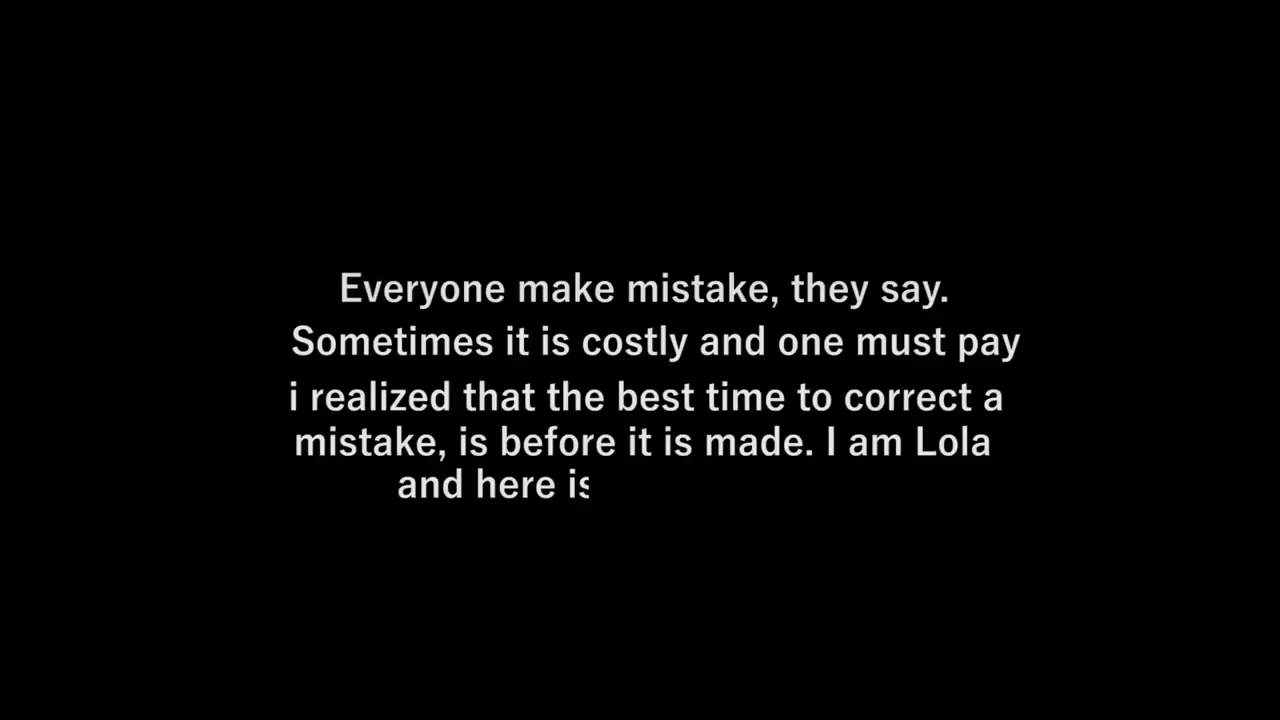 Everyone make mistake, they say.
Sometimes it is costly and one must pay
i realized that the best time to correct a
mistake, is before it is made. I am Lola
and here is